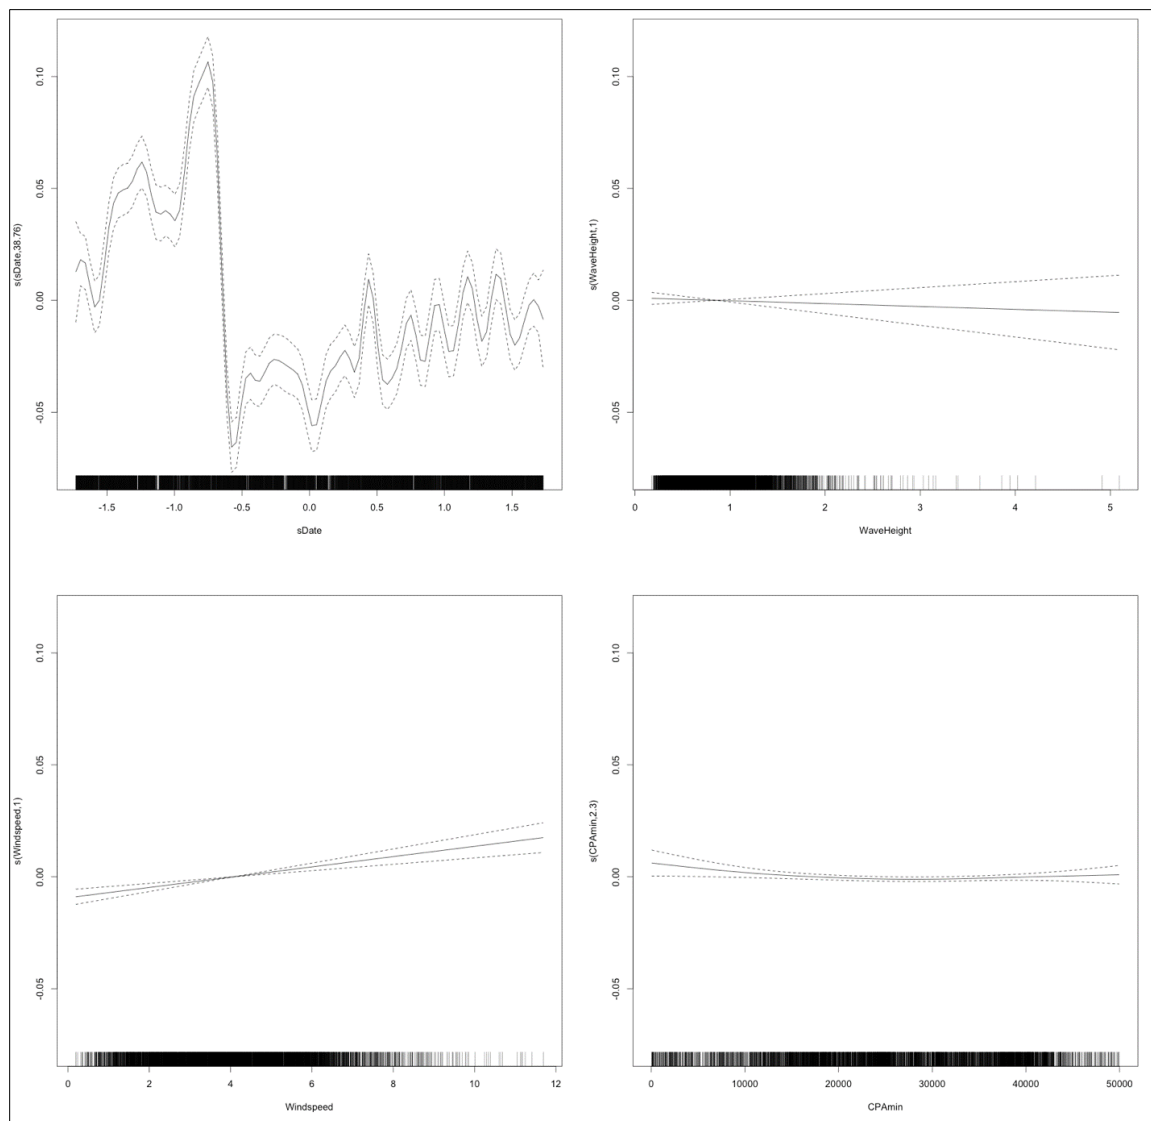 s(sDate,38.76)
0.10
0.05
0.00
-0.05
-1.5 -1.0 -0.5 0.0 0.5 1.0 1.5
sDate
s(WaveHeight,1)
0.10
0.05
0.00
-0.05
0 1 2 3 4 5
WaveHeight
s(Windspeed,1)
0.10
0.05
0.00
-0.05
0 2 4 6 8 10 12
Windspeed
s(CPAmin,2.3)
0.10
0.05
0.00
-0.05
0 10000 20000 30000 40000 50000
CPAmin